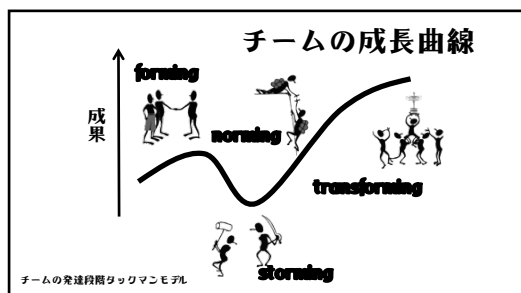 チームの成長曲線
forming
成果
norming
transforming
storming
チームの発達段階タックマンモデル